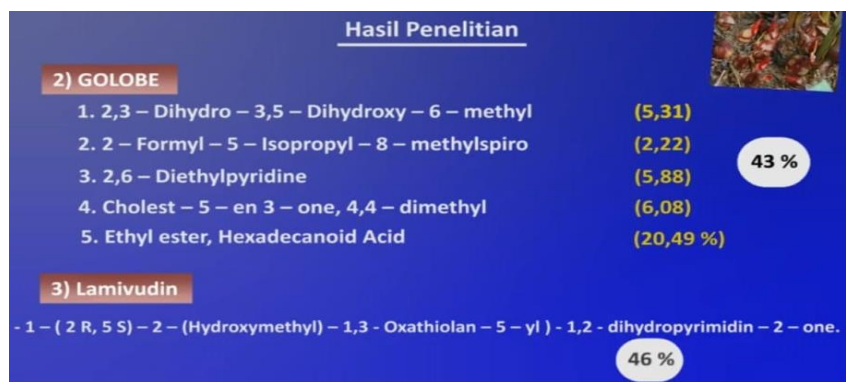 Hasil Penelitian
2) GOLOBE
1. 2,3 – Dihydro – 3,5 – Dihydroxy – 6 – methyl (5,31)
2. 2 – Formyl – 5 – Isopropyl – 8 – methylspiro (2,22)
43 %
3. 2,6 – Diethylpyridine (5,88)
4. Cholest – 5 – en 3 – one, 4,4 – dimethyl (6,08)
5. Ethyl ester, Hexadecanoid Acid (20,49 %)
3) Lamivudin
- 1 – ( 2 R, 5 S) – 2 – (Hydroxymethyl) – 1,3 - Oxathiolan – 5 – yl ) - 1,2 - dihydropyrimidin – 2 – one.
46 %